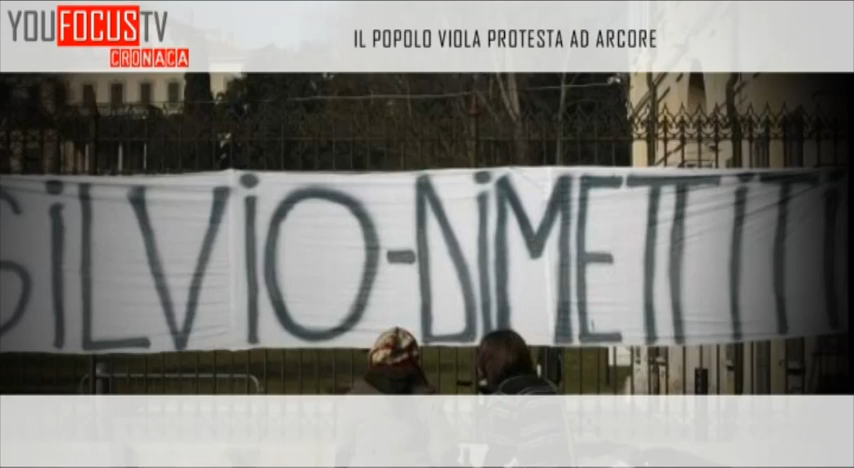 YOUFOCUSTV
CRONACA
IL POPOLO VIOLA PROTESTA AD ARCORE
SiLViO-DiMETTiTi